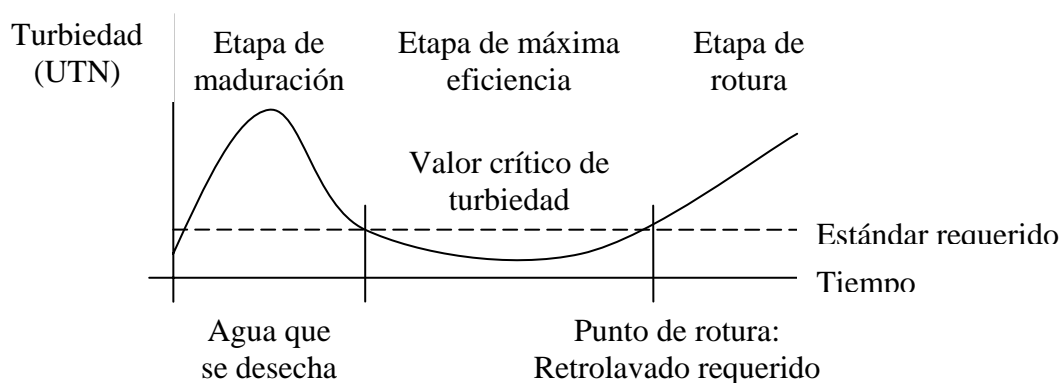 Turbiedad
(UTN)
Etapa de
maduración
Etapa de máxima
eficiencia
Etapa de
rotura
Valor crítico de
turbiedad
Estándar requerido
Tiempo
Agua que
se desecha
Punto de rotura:
Retrolavado requerido